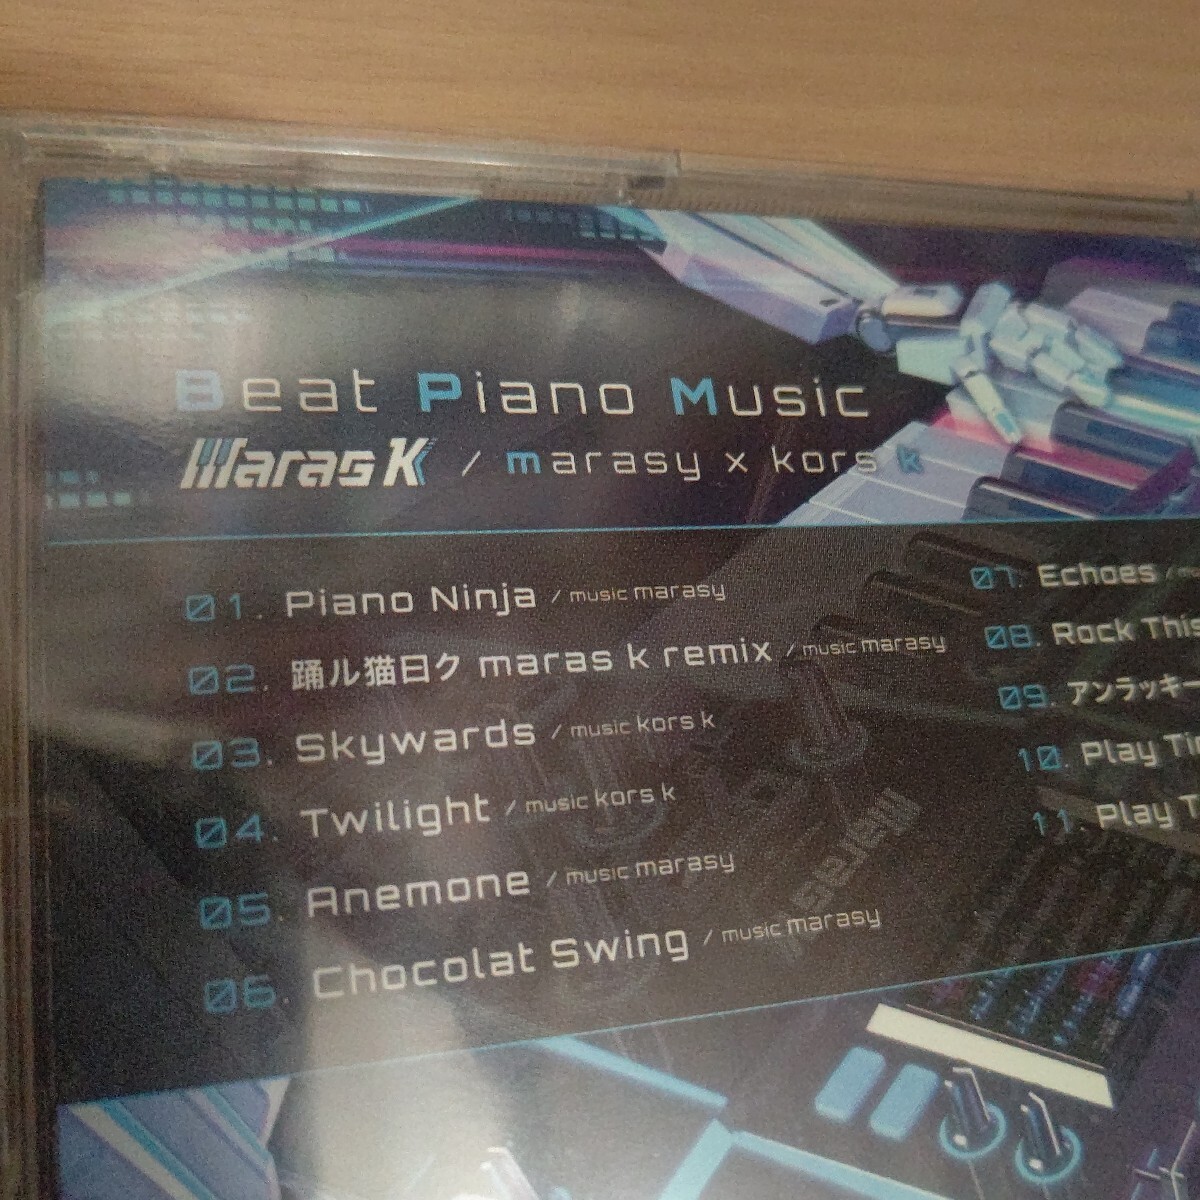 Beat Piano Music
Maras K / marasy x kors k
01. Piano Ninja / music marasy
02. 踊ル猫曰ク maras k remix / music marasy
03. Skywards / music kors k
04. Twilight / music kors k
05. Anemone / music marasy
06. Chocolat Swing / music marasy
07. Echoes /
08. Rock This
09. アンラッキー
10. Play
11. Play